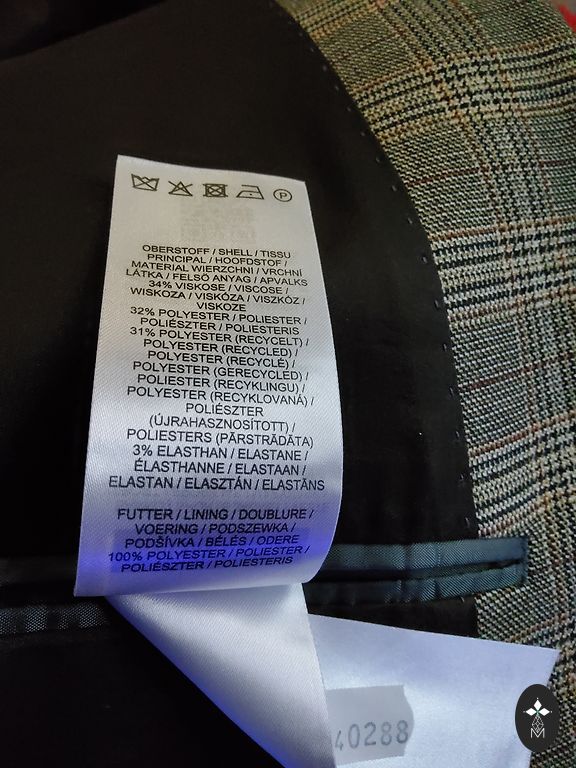 P
OBERSTOFF / SHELL / TISSU
PRINCIPAL / HOOFDSTOF /
MATERIAL WIERZCHNI / VRCHNÍ
LÁTKA / FELSŐ ANYAG / APVALKS
34% VISKOSE / VISCOSE /
WISKOZA / VISKÓZA / VISZKÓZ /
VISKOZE
32% POLYESTER / POLIESTER /
POLIÉSZTER / POLIESTERIS
31% POLYESTER (RECYCELT) /
POLYESTER (RECYCLED) /
POLYESTER (RECYCLÉ) /
POLYESTER (GERECYCLED) /
POLIESTER (RECYKLINGU) /
POLYESTER (RECYKLOVANÁ) /
POLIÉSZTER
(ÚJRAHASZNOSÍTOTT) /
POLIESTERS (PĀRSTRĀDĀTA)
3% ELASTHAN / ELASTANE /
ÉLASTHANNE / ELASTAAN /
ELASTAN / ELASZTÁN / ELASTĀNS
FUTTER / LINING / DOUBLURE /
VOERING / PODSZEWKA /
PODŠÍVKA / BÉLÉS / ODERE
100% POLYESTER / POLIESTER /
POLIÉSZTER / POLIESTERIS
40288
M